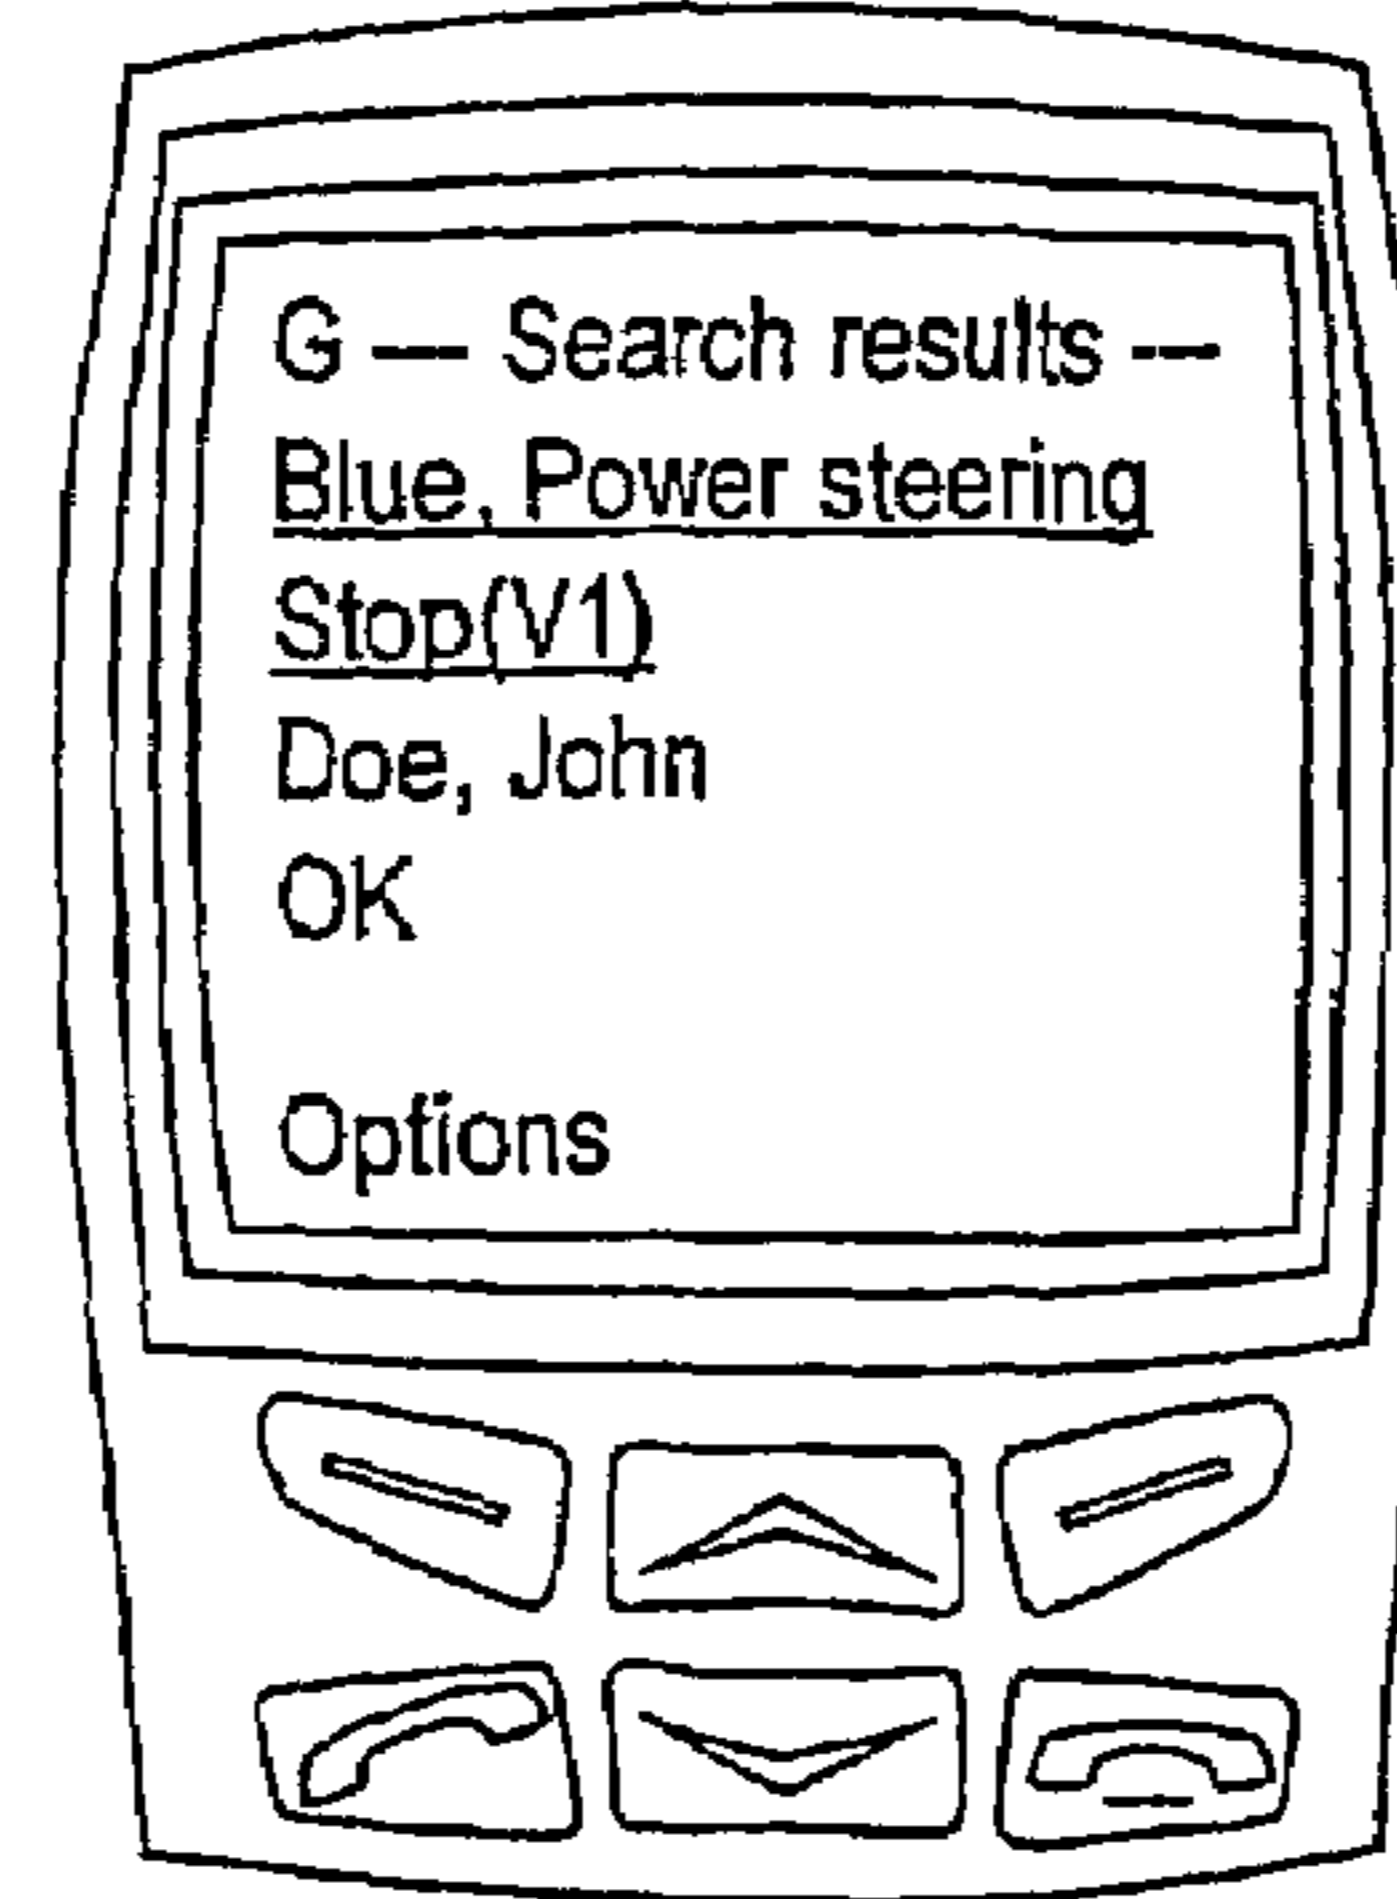 G --- Search results ---
Blue, Power steering
Stop(V1)
Doe, John
OK
Options